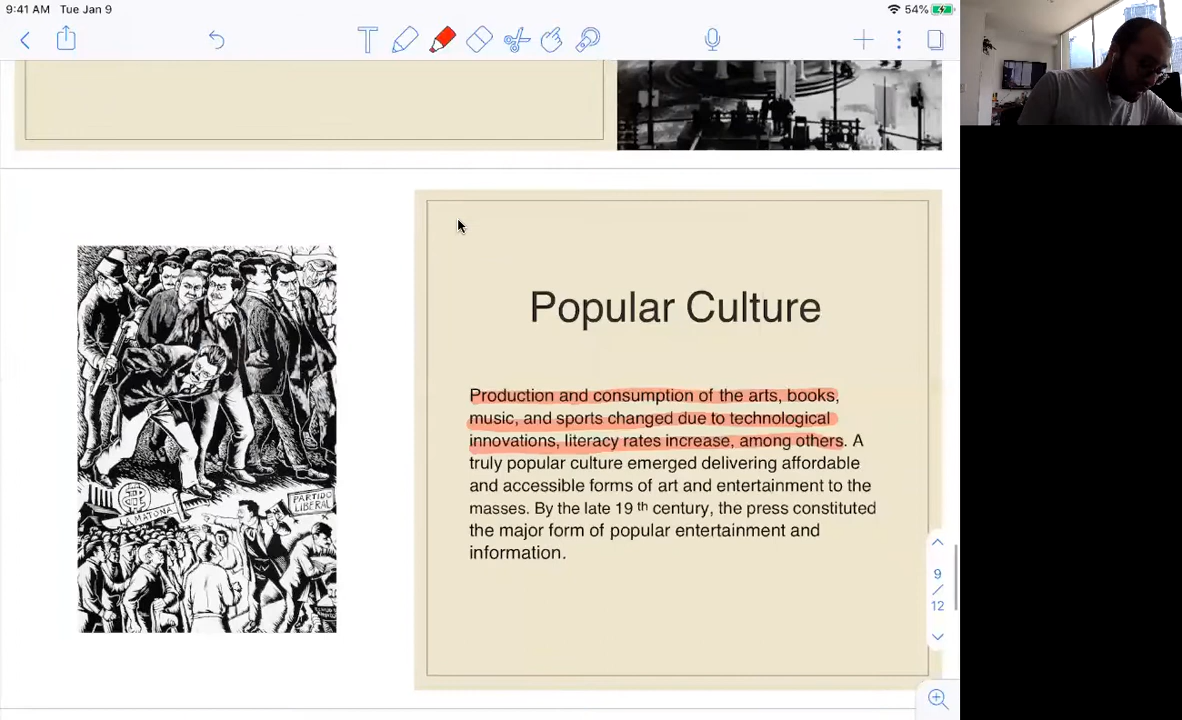 9:41 AM Tue Jan 9
54%
Popular Culture
Production and consumption of the arts, books,
music, and sports changed due to technological
innovations, literacy rates increase, among others. A
truly popular culture emerged delivering affordable
and accessible forms of art and entertainment to the
masses. By the late 19 th century, the press constituted
the major form of popular entertainment and
information.
LA MATONA
PARTIDO
LIBERAL
9
/
12